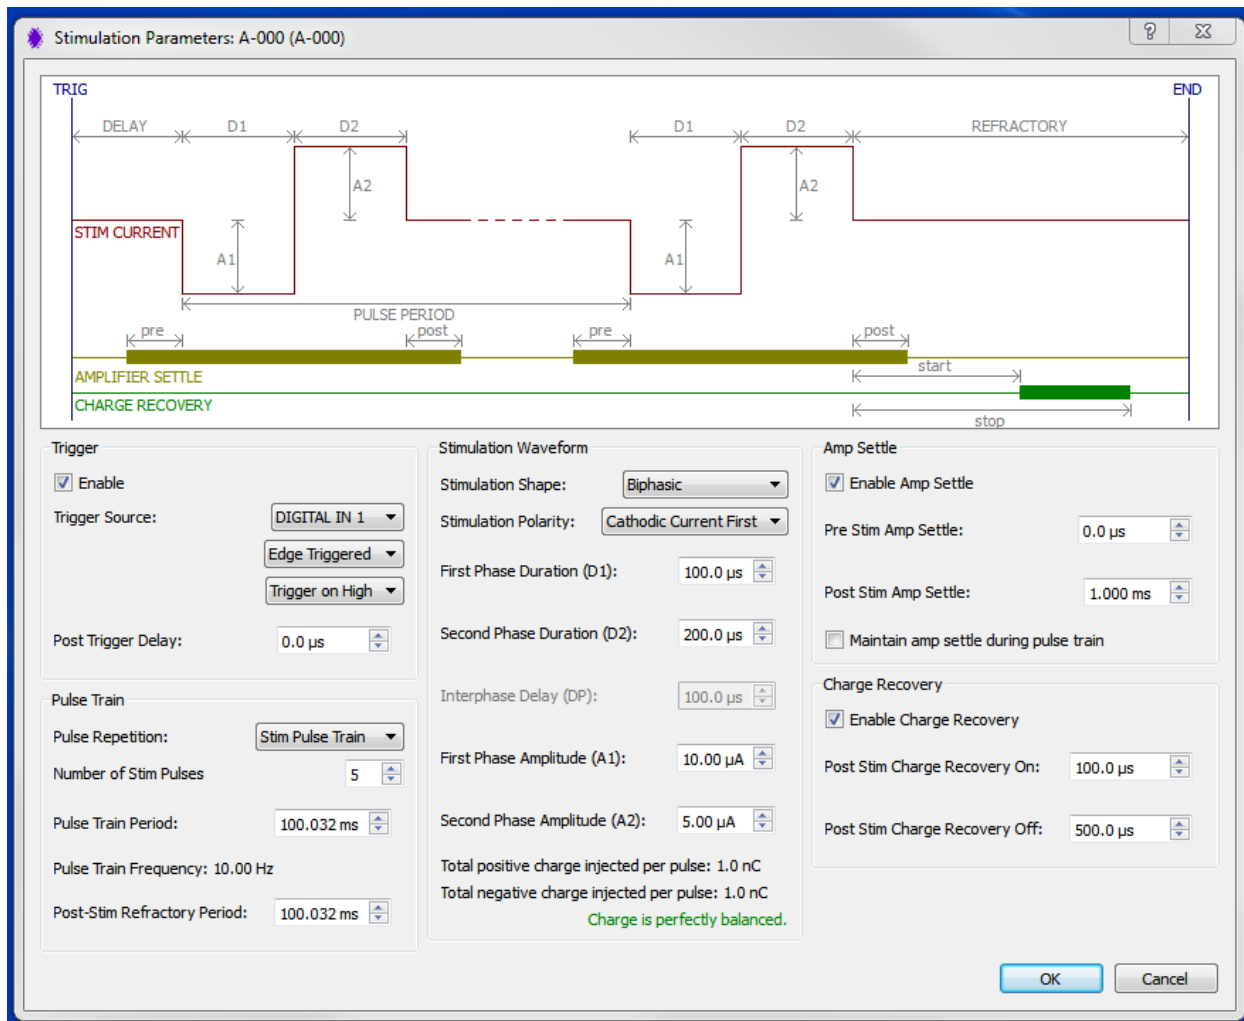 Stimulation Parameters: A-000 (A-000)
TRIG
END
DELAY D1 D2 D1 D2 REFRACTORY
A2 A2
STIM CURRENT
A1 A1
PULSE PERIOD
pre post pre post
AMPLIFIER SETTLE
start
CHARGE RECOVERY
stop
Trigger
Enable
Trigger Source: DIGITAL IN 1
Edge Triggered
Trigger on High
Post Trigger Delay: 0.0 µs
Pulse Train
Pulse Repetition: Stim Pulse Train
Number of Stim Pulses 5
Pulse Train Period: 100.032 ms
Pulse Train Frequency: 10.00 Hz
Post-Stim Refractory Period: 100.032 ms
Stimulation Waveform
Stimulation Shape: Biphasic
Stimulation Polarity: Cathodic Current First
First Phase Duration (D1): 100.0 µs
Second Phase Duration (D2): 200.0 µs
Interphase Delay (DP): 100.0 µs
First Phase Amplitude (A1): 10.00 µA
Second Phase Amplitude (A2): 5.00 µA
Total positive charge injected per pulse: 1.0 nC
Total negative charge injected per pulse: 1.0 nC
Charge is perfectly balanced.
Amp Settle
Enable Amp Settle
Pre Stim Amp Settle: 0.0 µs
Post Stim Amp Settle: 1.000 ms
Maintain amp settle during pulse train
Charge Recovery
Enable Charge Recovery
Post Stim Charge Recovery On: 100.0 µs
Post Stim Charge Recovery Off: 500.0 µs
OK Cancel